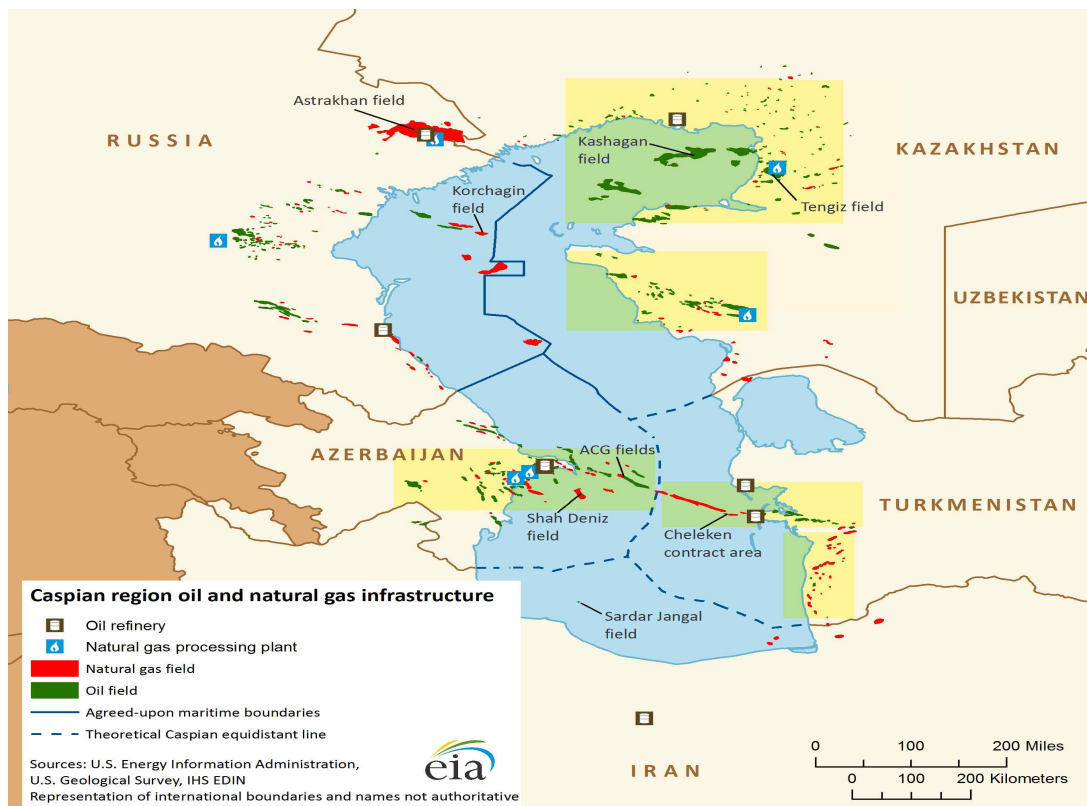 Astrakhan field
RUSSIA
Kashagan
field
KAZAKHSTAN
Korchagin
field
Tengiz field
UZBEKISTAN
AZERBAIJAN
ACG fields
TURKMENISTAN
Shah Deniz
field
Cheleken
contract area
Sardar Jangal
field
IRAN
Caspian region oil and natural gas infrastructure
Oil refinery
Natural gas processing plant
Natural gas field
Oil field
Agreed-upon maritime boundaries
Theoretical Caspian equidistant line
Sources: U.S. Energy Information Administration,
U.S. Geological Survey, IHS EDIN
Representation of international boundaries and names not authoritative
eia
0 100 200 Miles
0 100 200 Kilometers